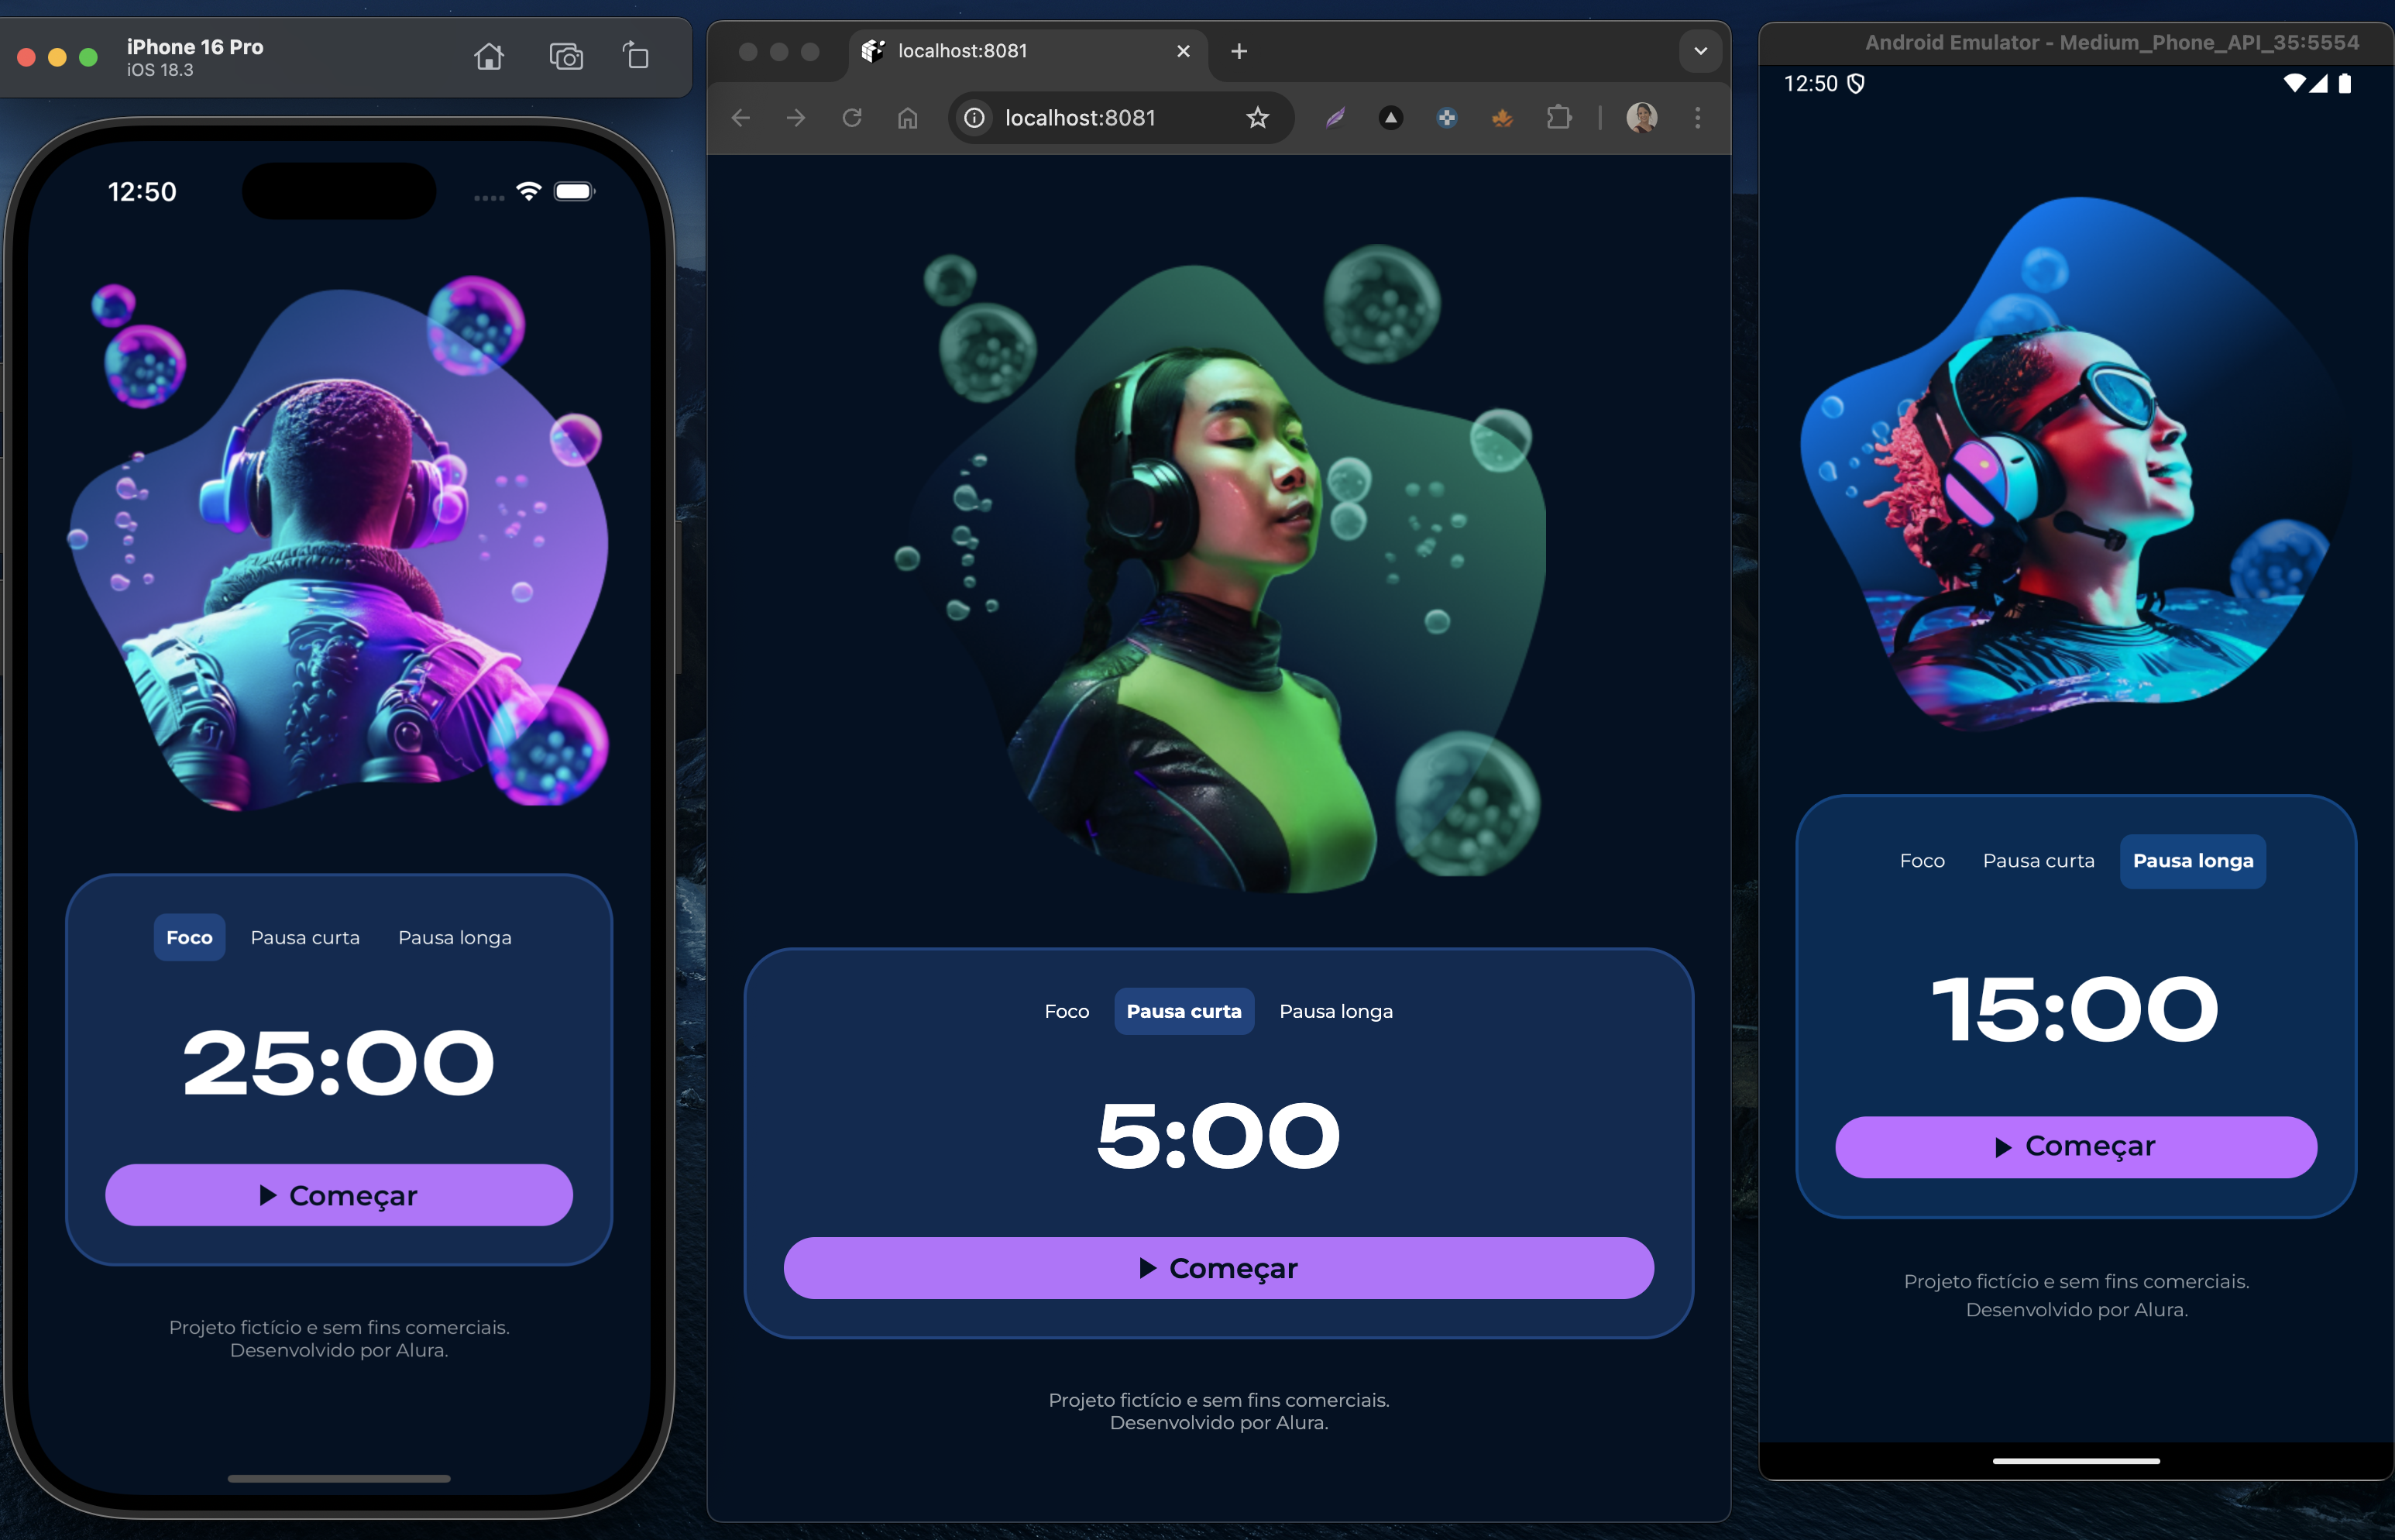 iPhone 16 Pro
iOS 18.3
12:50
Foco Pausa curta Pausa longa
25:00
Começar
Projeto fictício e sem fins comerciais.
Desenvolvido por Alura.
localhost:8081
localhost:8081
Foco Pausa curta Pausa longa
5:00
Começar
Projeto fictício e sem fins comerciais.
Desenvolvido por Alura.
Android Emulator - Medium_Phone_API_35:5554
12:50
Foco Pausa curta Pausa longa
15:00
Começar
Projeto fictício e sem fins comerciais.
Desenvolvido por Alura.